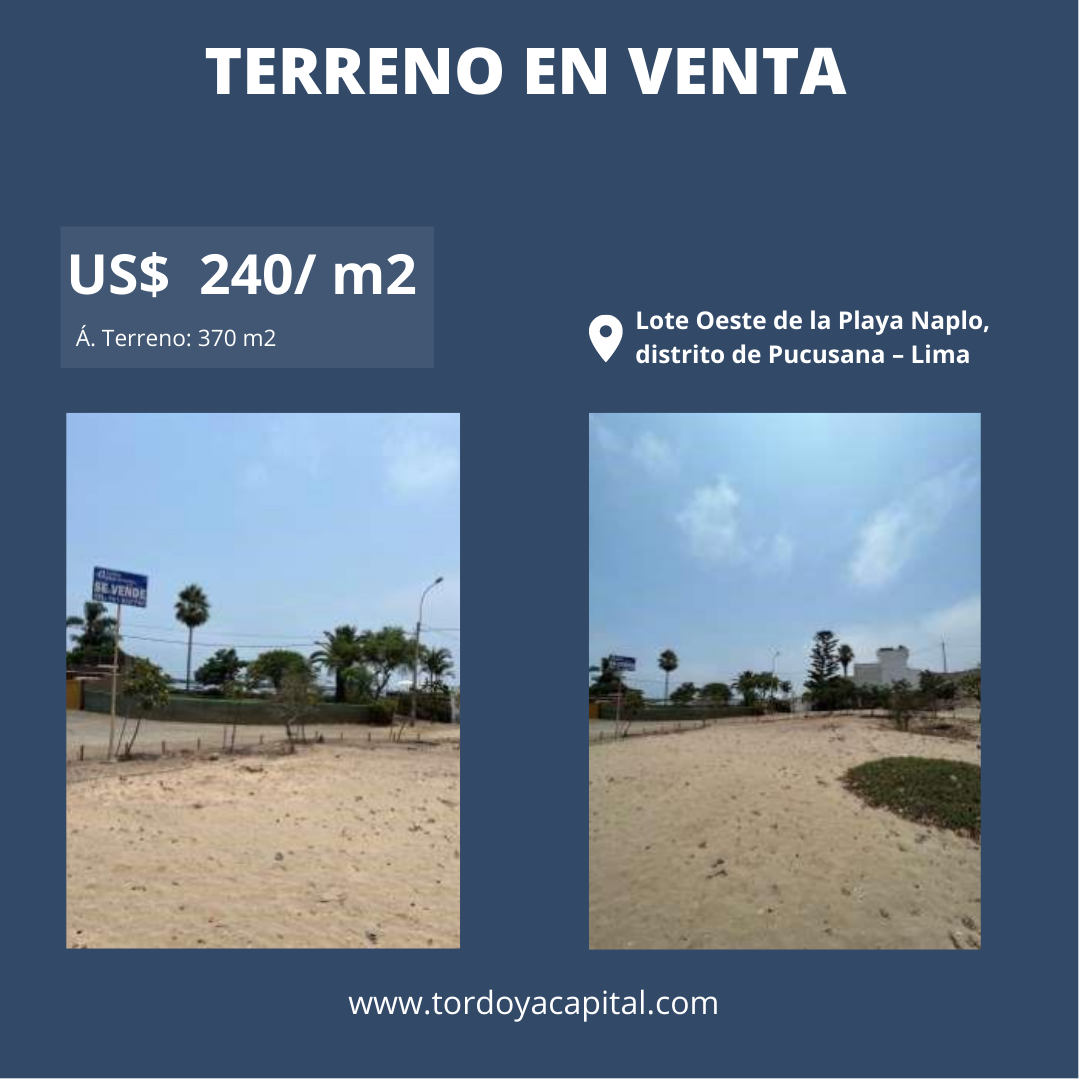 TERRENO EN VENTA
US$ 240/ m2
Á. Terreno: 370 m2
Lote Oeste de la Playa Naplo,
distrito de Pucusana – Lima
SE VENDE
www.tordoyacapital.com